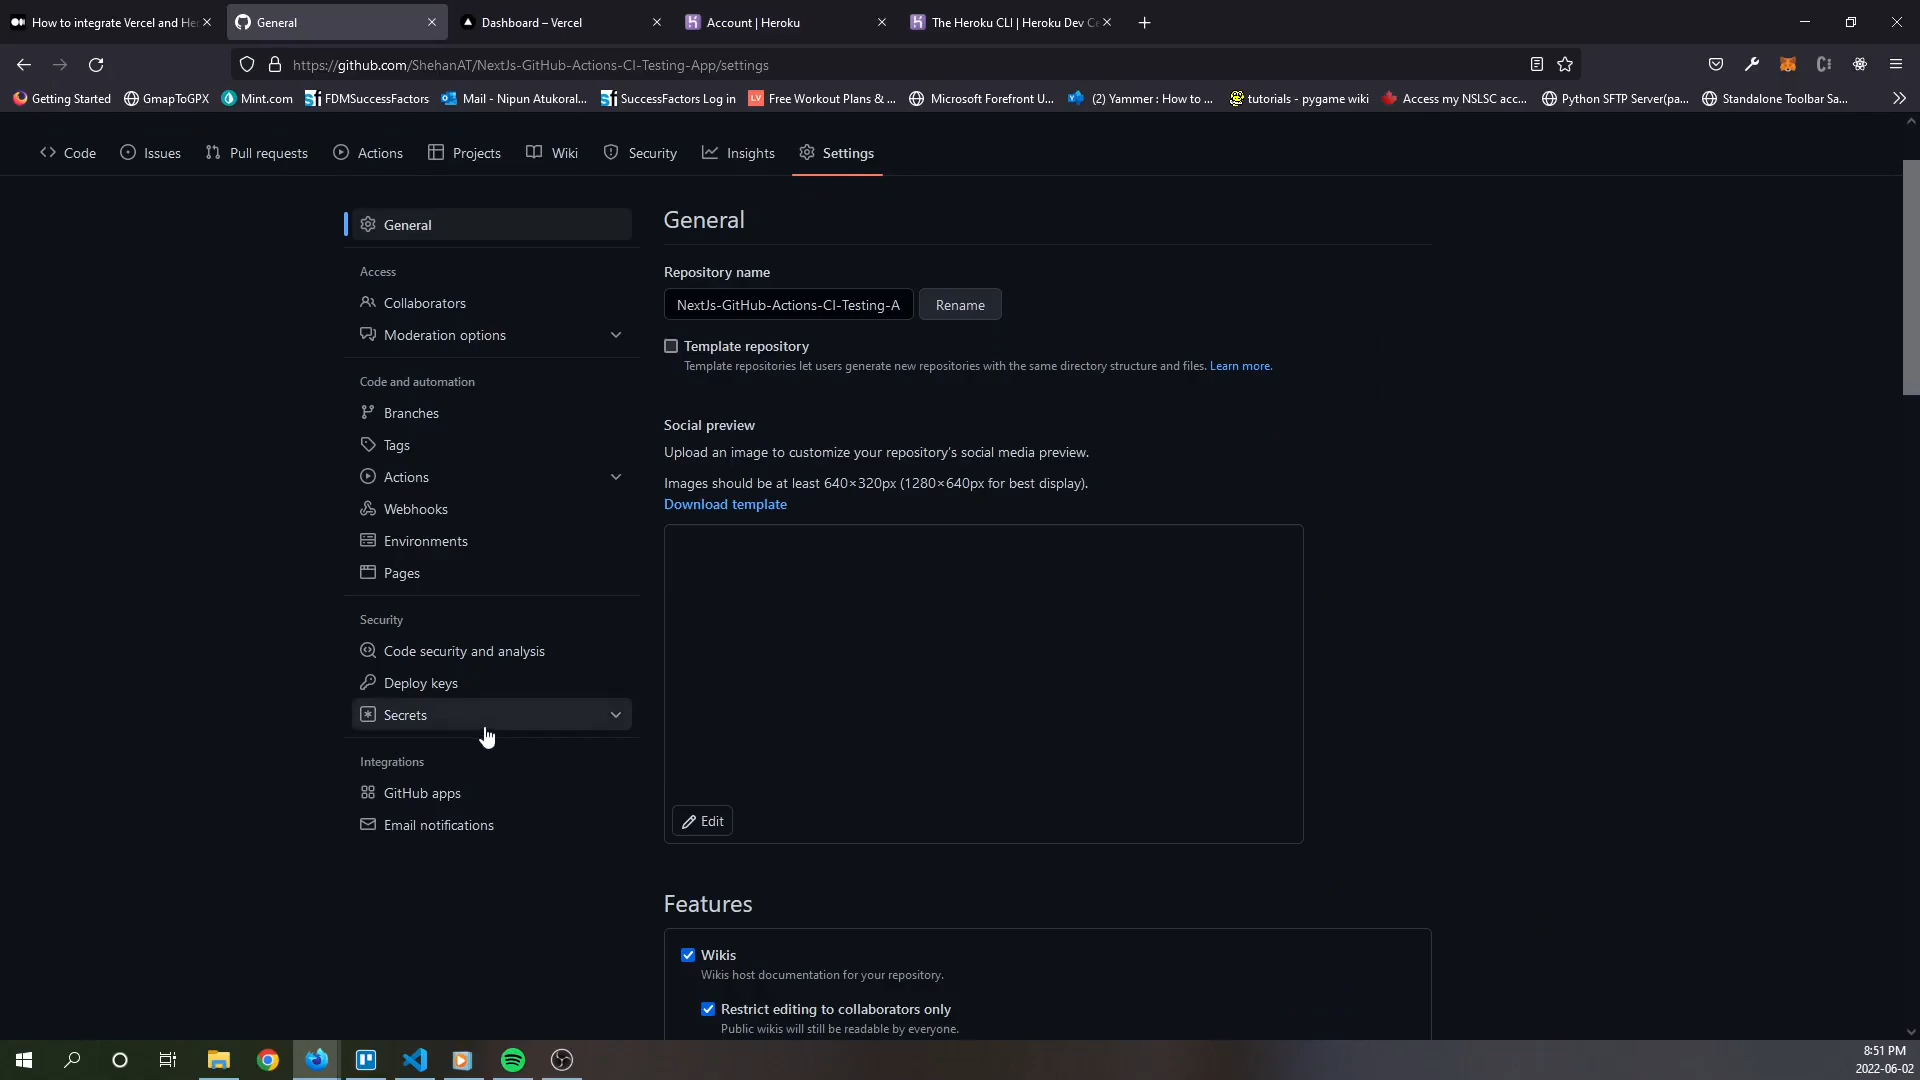 How to integrate Vercel and He
General
Dashboard – Vercel
Account | Heroku
The Heroku CLI | Heroku Dev Ce
https://github.com/ShehanAT/NextJs-GitHub-Actions-CI-Testing-App/settings
Getting Started
GmapToGPX
Mint.com
FDMSuccessFactors
Mail - Nipun Atukoral...
SuccessFactors Log in
Free Workout Plans & ...
Microsoft Forefront U...
(2) Yammer : How to ...
tutorials - pygame wiki
Access my NSLSC acc...
Python SFTP Server(pa...
Standalone Toolbar Sa...
Code
Issues
Pull requests
Actions
Projects
Wiki
Security
Insights
Settings
General
Access
Collaborators
Moderation options
Code and automation
Branches
Tags
Actions
Webhooks
Environments
Pages
Security
Code security and analysis
Deploy keys
Secrets
Integrations
GitHub apps
Email notifications
General
Repository name
NextJs-GitHub-Actions-CI-Testing-A
Rename
Template repository
Template repositories let users generate new repositories with the same directory structure and files. Learn more.
Social preview
Upload an image to customize your repository's social media preview.
Images should be at least 640×320px (1280×640px for best display).
Download template
Edit
Features
Wikis
Wikis host documentation for your repository.
Restrict editing to collaborators only
Public wikis will still be readable by everyone.
8:51 PM
2022-06-02